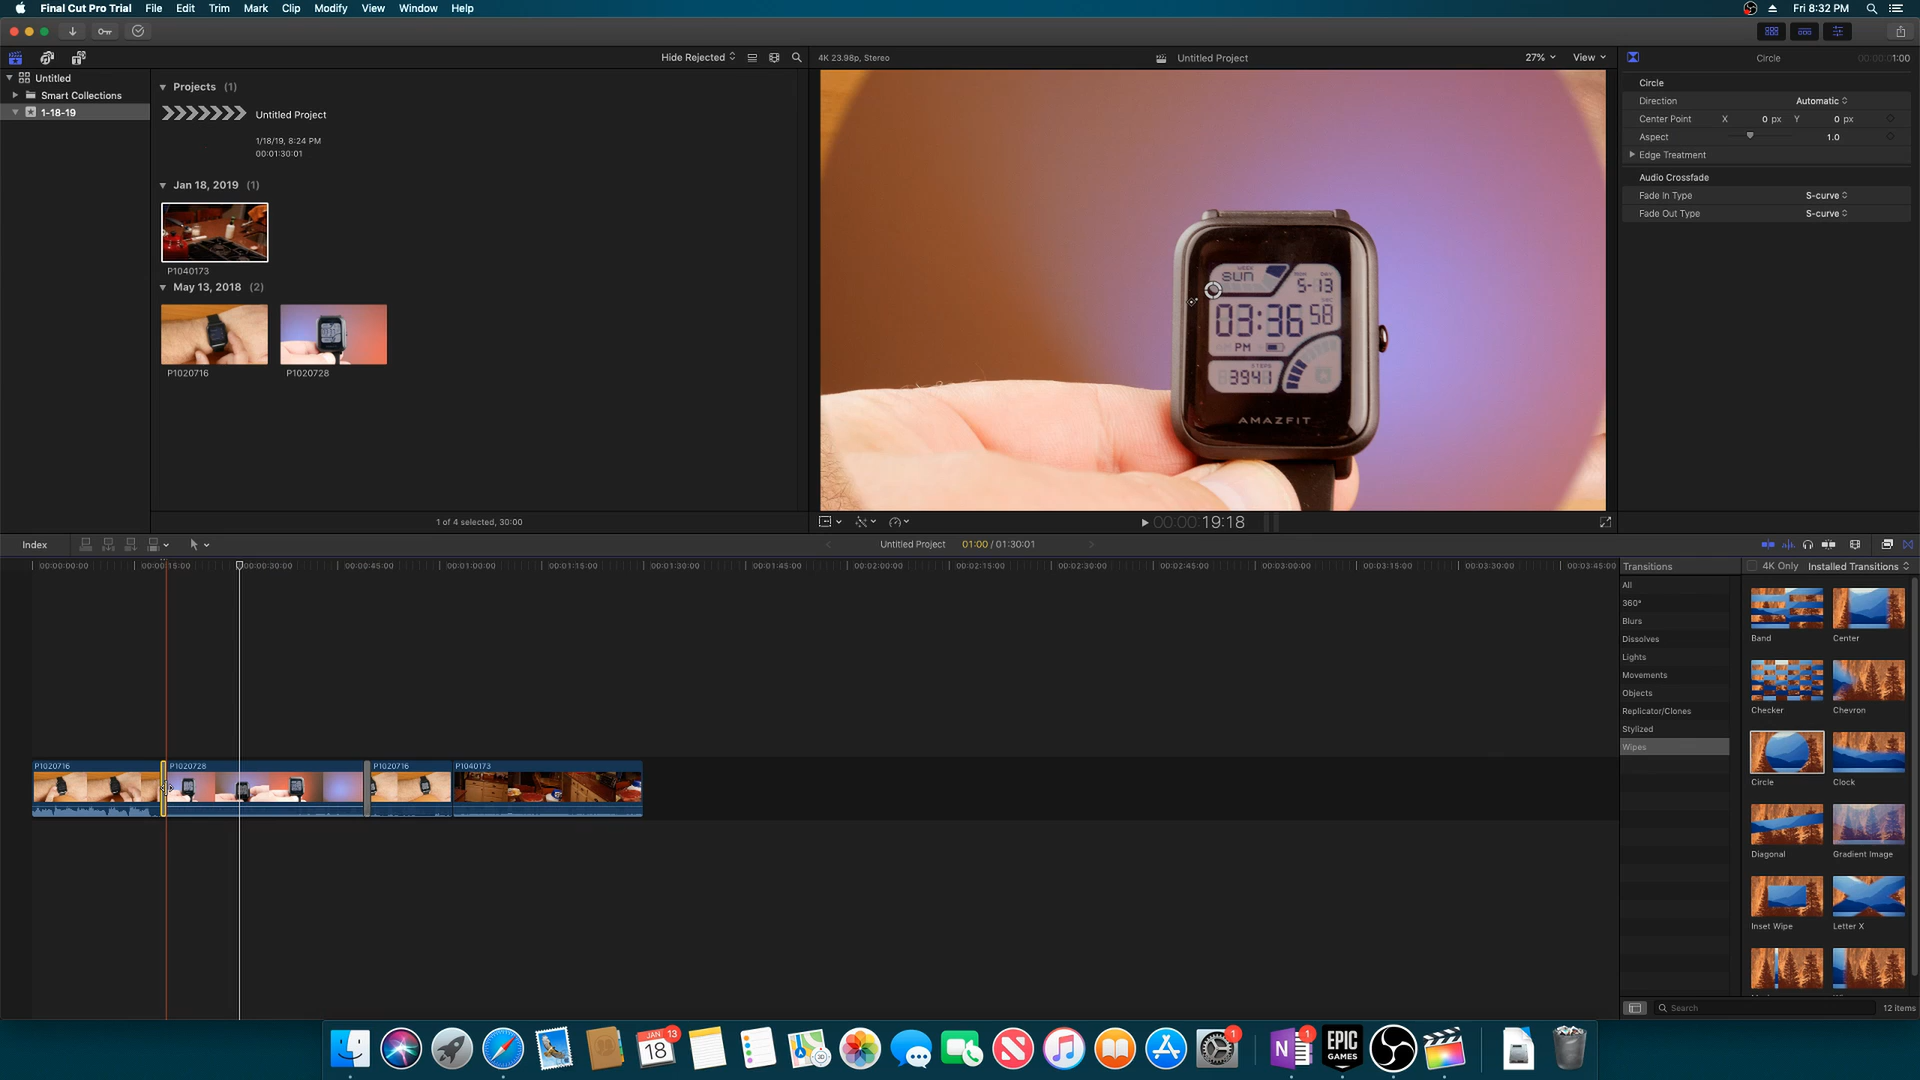 Final Cut Pro Trial File Edit Trim Mark Clip Modify View Window Help Fri 8:32 PM
Hide Rejected 4K 23.98p, Stereo Untitled Project 27% View Circle 00:00:01:00
Untitled
Smart Collections
1-18-19
Projects (1)
Untitled Project
1/18/19, 8:24 PM
00:01:30:01
Jan 18, 2019 (1)
P1040173
May 13, 2018 (2)
P1020716 P1020728
1 of 4 selected, 30:00
WEEK
SUN
MON DAY
5-13
03:36 58
PM
STEPS
3941
AMAZFIT
00:00:19:18
Circle
Direction Automatic
Center Point X 0 px Y 0 px
Aspect 1.0
Edge Treatment
Audio Crossfade
Fade In Type S-curve
Fade Out Type S-curve
Index Untitled Project 01:00 / 01:30:01
00:00:00:00 00:00:15:00 00:00:30:00 00:00:45:00 00:01:00:00 00:01:15:00 00:01:30:00 00:01:45:00 00:02:00:00 00:02:15:00 00:02:30:00 00:02:45:00 00:03:00:00 00:03:15:00 00:03:30:00 00:03:45:00
P1020716 P1020728 P1020716 P1040173
Transitions 4K Only Installed Transitions
All
360°
Blurs
Dissolves
Lights
Movements
Objects
Replicator/Clones
Stylized
Wipes
Band Center
Checker Chevron
Circle Clock
Diagonal Gradient Image
Inset Wipe Letter X
Search 12 items
JAN 13
18
1
N 1
EPIC
GAMES